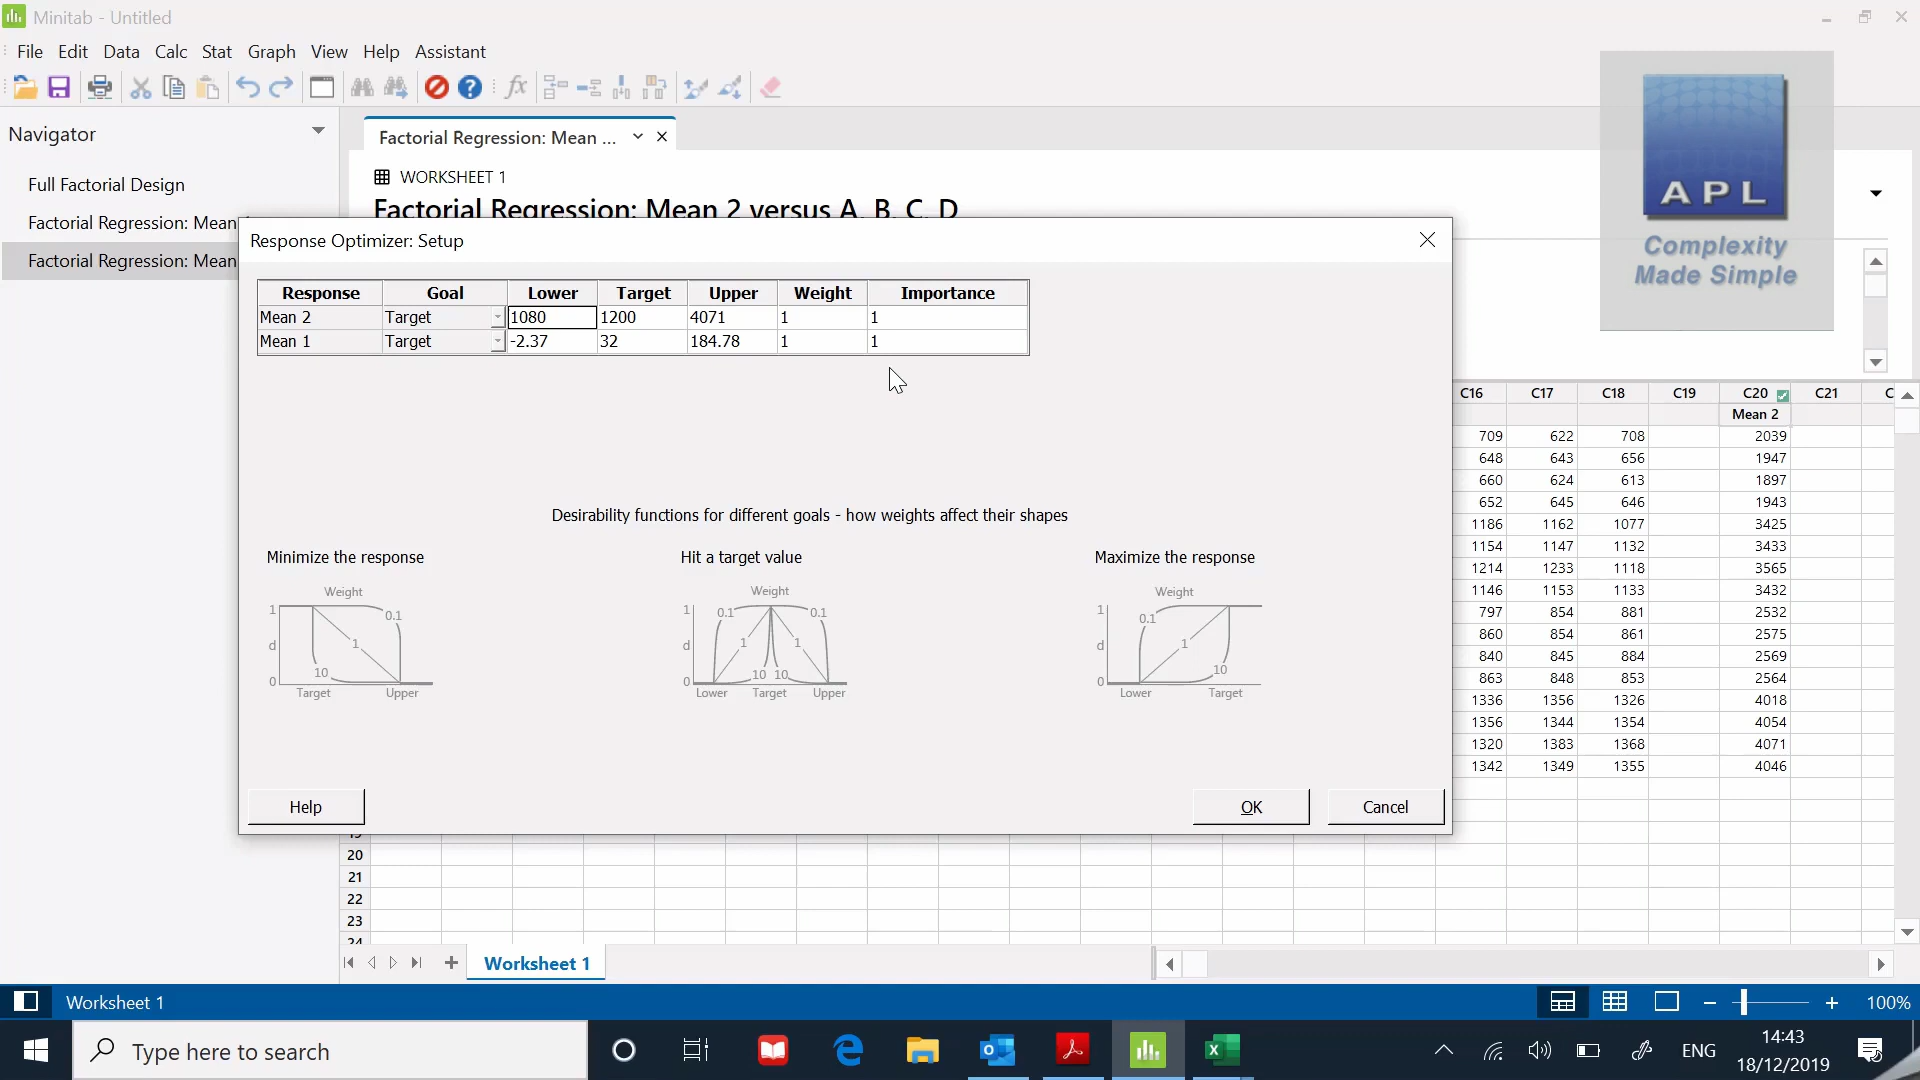 Minitab - Untitled
File Edit Data Calc Stat Graph View Help Assistant
Navigator
Full Factorial Design
Factorial Regression: Mean
Factorial Regression: Mean
Factorial Regression: Mean ...
WORKSHEET 1
Factorial Regression: Mean 2 versus A, B, C, D
APL
Complexity
Made Simple
Response Optimizer: Setup
Response Goal Lower Target Upper Weight Importance
Mean 2 Target 1080 1200 4071 1 1
Mean 1 Target -2.37 32 184.78 1 1
Desirability functions for different goals - how weights affect their shapes
Minimize the response Hit a target value Maximize the response
Weight Weight Weight
1 0.1 1 0.1 0.1 1 0.1
d 1 d 1 1 d 1
0 10 0 10 10 0 10
Target Upper Lower Target Upper Lower Target
Help OK Cancel
C16 C17 C18 C19 C20 C21 C
Mean 2
709 622 708 2039
648 643 656 1947
660 624 613 1897
652 645 646 1943
1186 1162 1077 3425
1154 1147 1132 3433
1214 1233 1118 3565
1146 1153 1133 3432
797 854 881 2532
860 854 861 2575
840 845 884 2569
863 848 853 2564
1336 1356 1326 4018
1356 1344 1354 4054
1320 1383 1368 4071
1342 1349 1355 4046
19
20
21
22
23
24
Worksheet 1
Worksheet 1
100%
Type here to search
ENG
14:43
18/12/2019